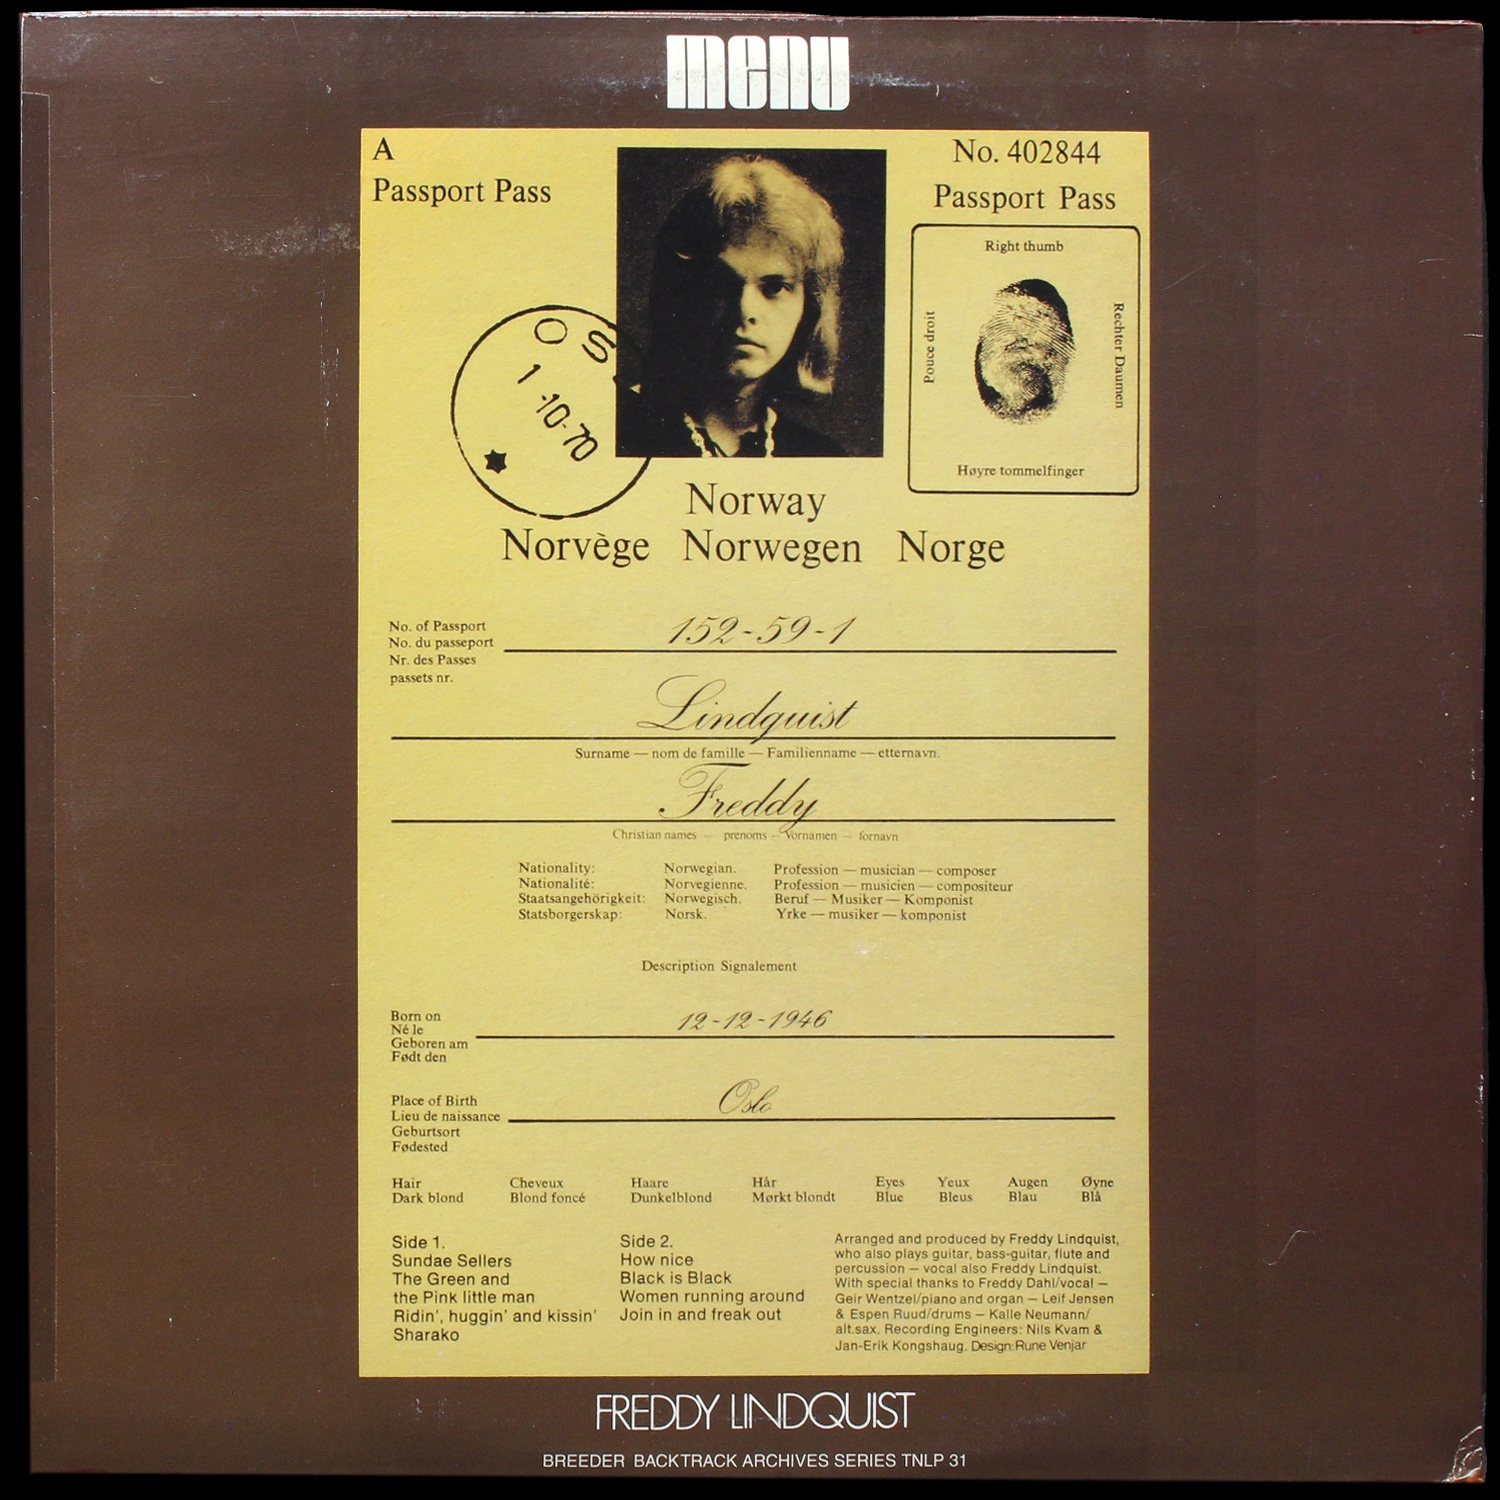 menu
A
Passport Pass
No. 402844
Passport Pass
Right thumb
Pouce droit
Rechter Daumen
Høyre tommelfinger
OS
1-10-70
Norway
Norvège Norwegen Norge
No. of Passport
No. du passeport
Nr. des Passes
passets nr.
152-59-1
Lindquist
Surname — nom de famille — Familienname — etternavn.
Freddy
Christian names — prenoms — Vornamen — fornavn
Nationality: Norwegian. Profession — musician — composer
Nationalité: Norvegienne. Profession — musicien — compositeur
Staatsangehörigkeit: Norwegisch. Beruf — Musiker — Komponist
Statsborgerskap: Norsk. Yrke — musiker — komponist
Description Signalement
Born on
Né le
Geboren am
Født den
12-12-1946
Place of Birth
Lieu de naissance
Geburtsort
Fødested
Oslo
Hair Cheveux Haare Hår Eyes Yeux Augen Øyne
Dark blond Blond foncé Dunkelblond Mørkt blondt Blue Bleus Blau Blå
Side 1.
Sundae Sellers
The Green and
the Pink little man
Ridin', huggin' and kissin'
Sharako
Side 2.
How nice
Black is Black
Women running around
Join in and freak out
Arranged and produced by Freddy Lindquist,
who also plays guitar, bass-guitar, flute and
percussion — vocal also Freddy Lindquist.
With special thanks to Freddy Dahl/vocal —
Geir Wentzel/piano and organ — Leif Jensen
& Espen Ruud/drums — Kalle Neumann/
alt.sax. Recording Engineers: Nils Kvam &
Jan-Erik Kongshaug. Design: Rune Venjar
FREDDY LINDQUIST
BREEDER BACKTRACK ARCHIVES SERIES TNLP 31